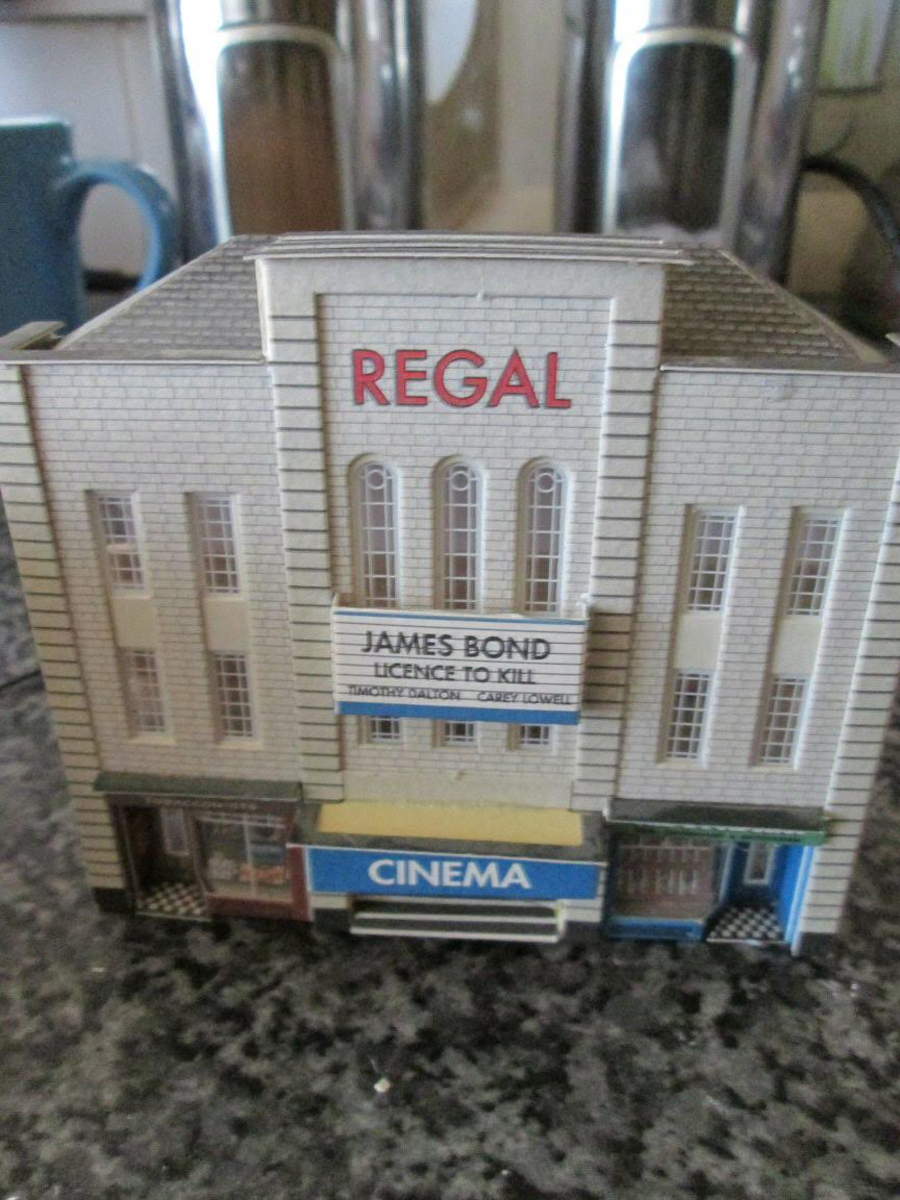 REGAL
JAMES BOND
LICENCE TO KILL
TIMOTHY DALTON CAREY LOWELL
CINEMA